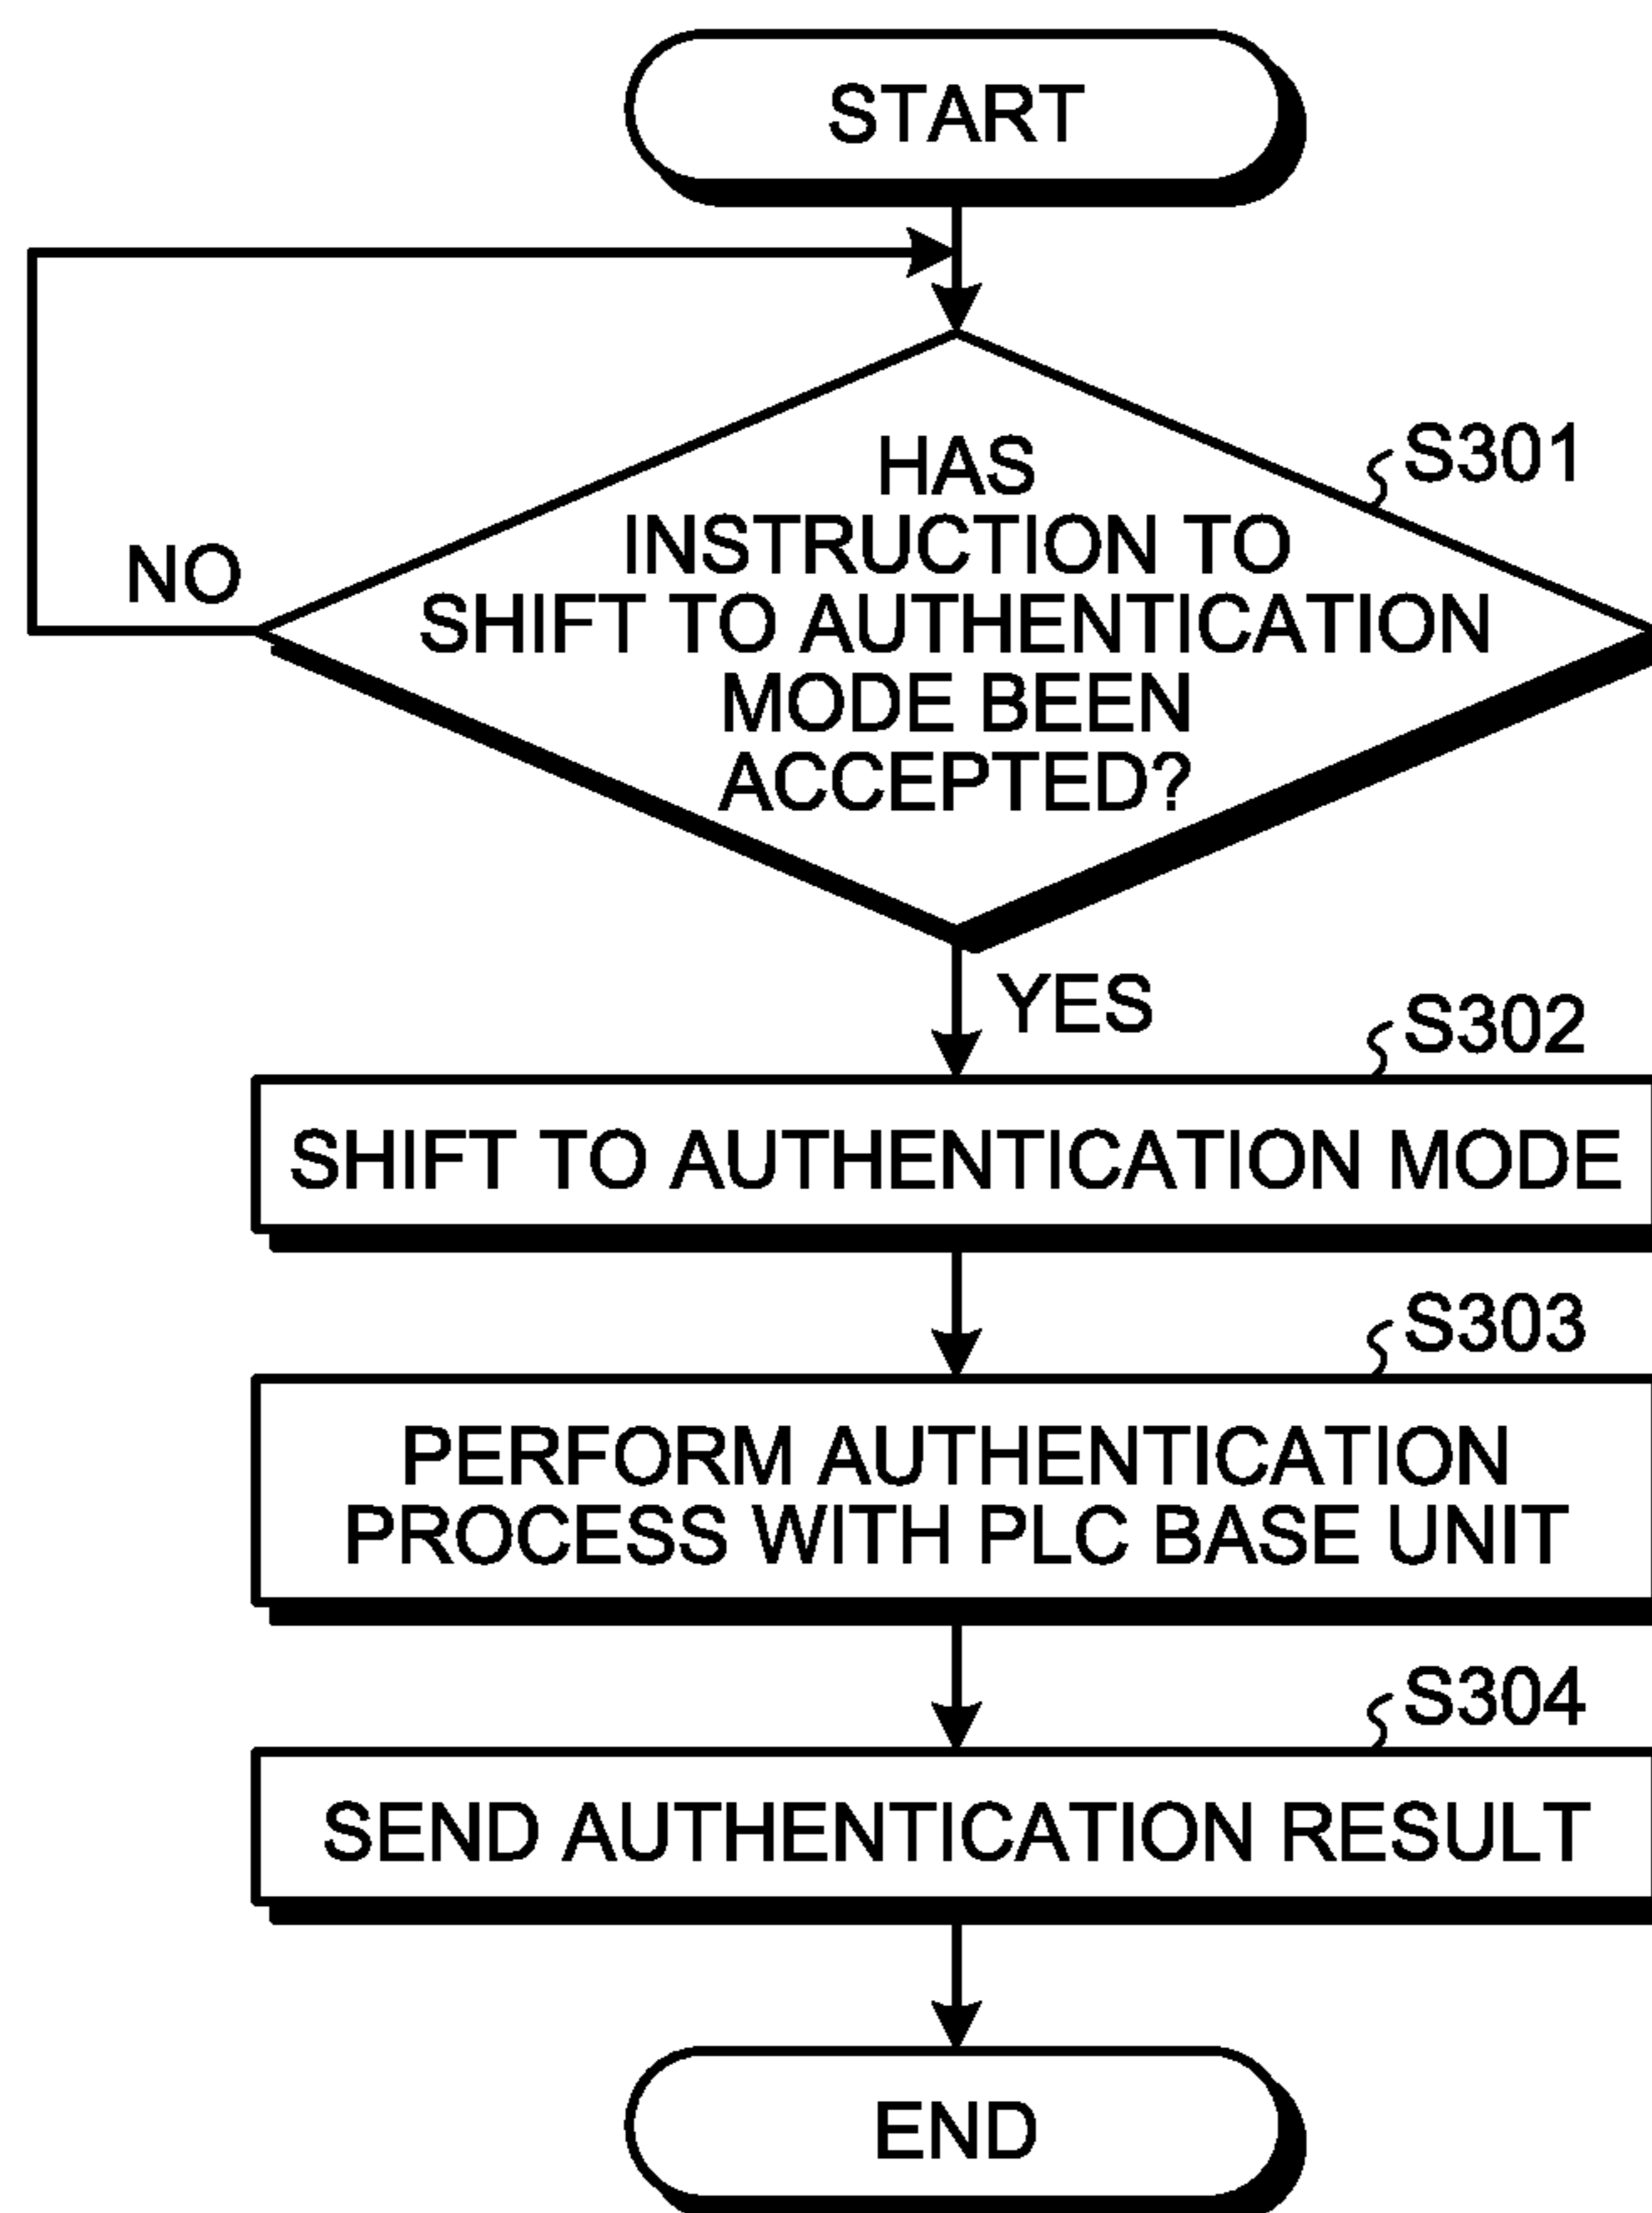 START
S301
HAS
INSTRUCTION TO
SHIFT TO AUTHENTICATION
MODE BEEN
ACCEPTED?
NO
YES
S302
SHIFT TO AUTHENTICATION MODE
S303
PERFORM AUTHENTICATION
PROCESS WITH PLC BASE UNIT
S304
SEND AUTHENTICATION RESULT
END